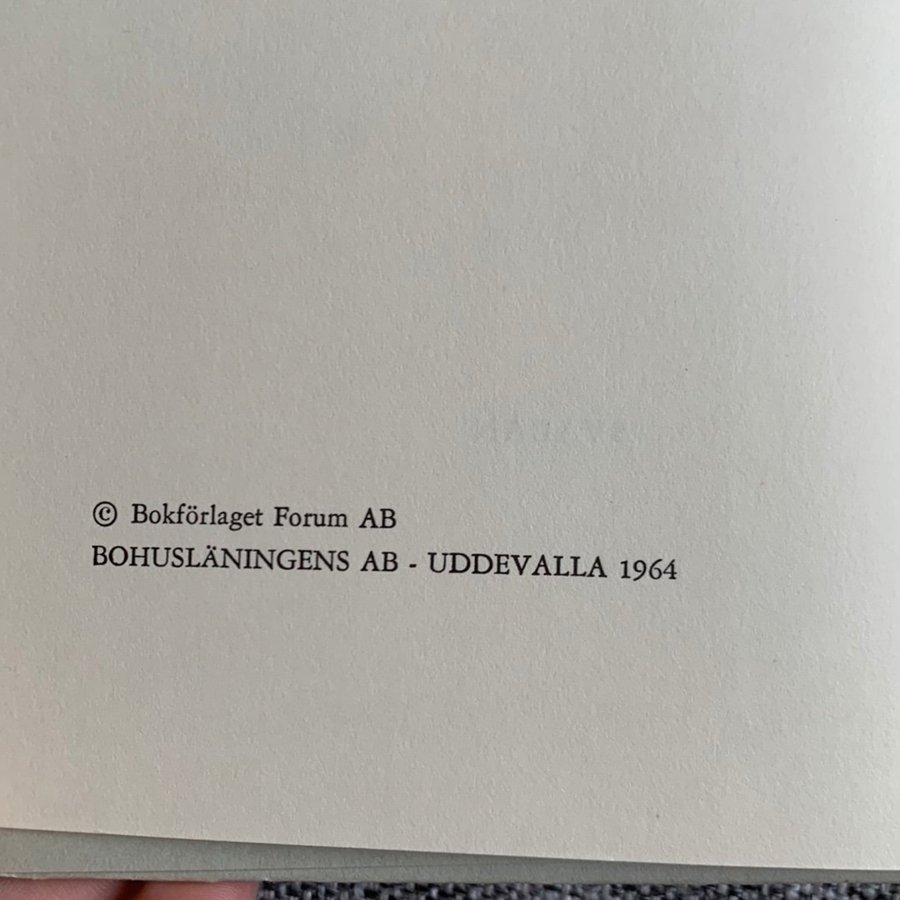 © Bokförlaget Forum AB
BOHUSLÄNINGENS AB - UDDEVALLA 1964